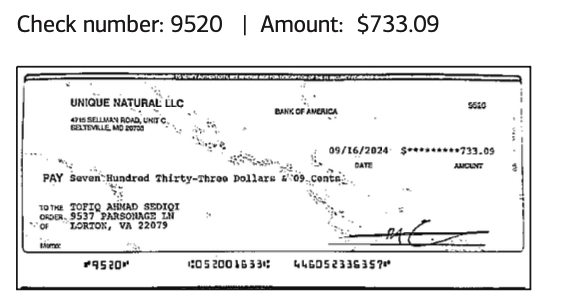 Check number: 9520 | Amount: $733.09
UNIQUE NATURAL LLC
4715 SELLMAN ROAD, UNIT C
BELTSVILLE, MD 20705
BANK OF AMERICA
9520
09/16/2024 $*********733.09
DATE AMOUNT
PAY Seven Hundred Thirty-Three Dollars & 09 Cents
TO THE ORDER OF
TOFIQ AHMAD SEDIQI
9537 PARSONAGE LN
LORTON, VA 22079
Memo:
⑈9520⑈ ⑆052001633⑆ 446052336357⑈